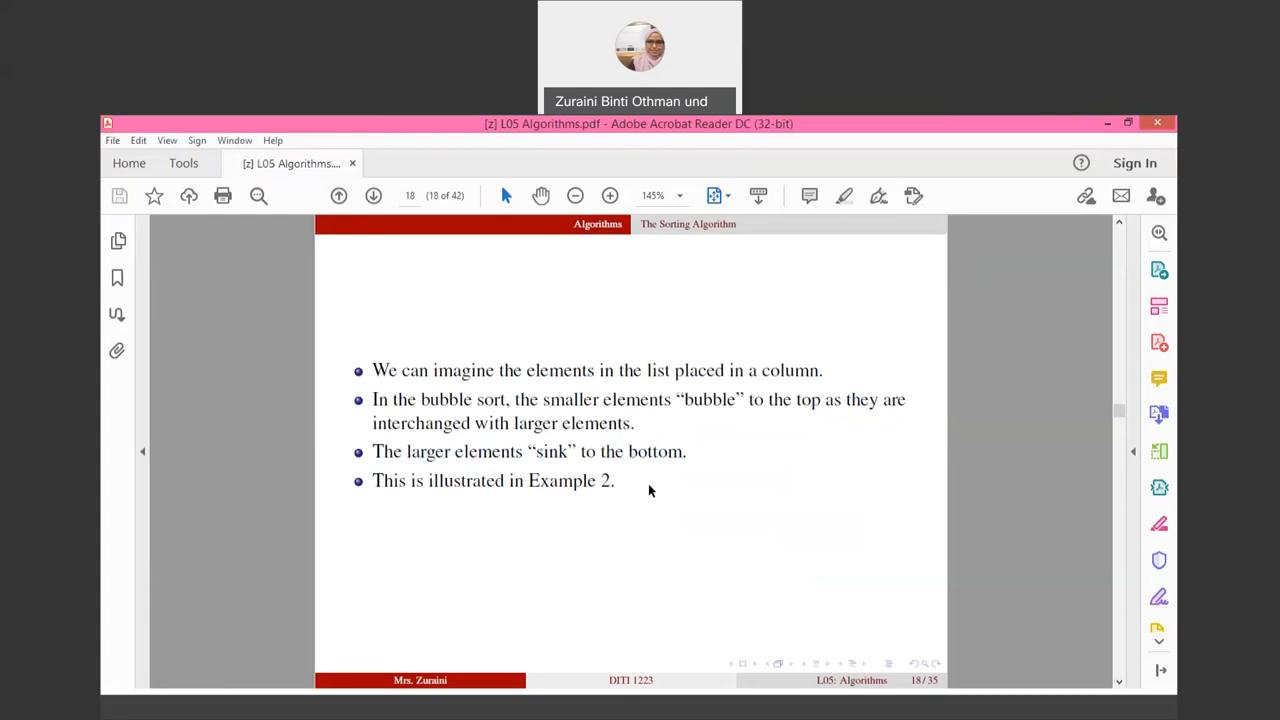 Zuraini Binti Othman und
[z] L05 Algorithms.pdf - Adobe Acrobat Reader DC (32-bit)
File Edit View Sign Window Help
Home Tools [z] L05 Algorithms.... × Sign In
18 (18 of 42) 145%
Algorithms The Sorting Algorithm
We can imagine the elements in the list placed in a column.
In the bubble sort, the smaller elements “bubble” to the top as they are
interchanged with larger elements.
The larger elements “sink” to the bottom.
This is illustrated in Example 2.
Mrs. Zuraini DITI 1223 L05: Algorithms 18 / 35